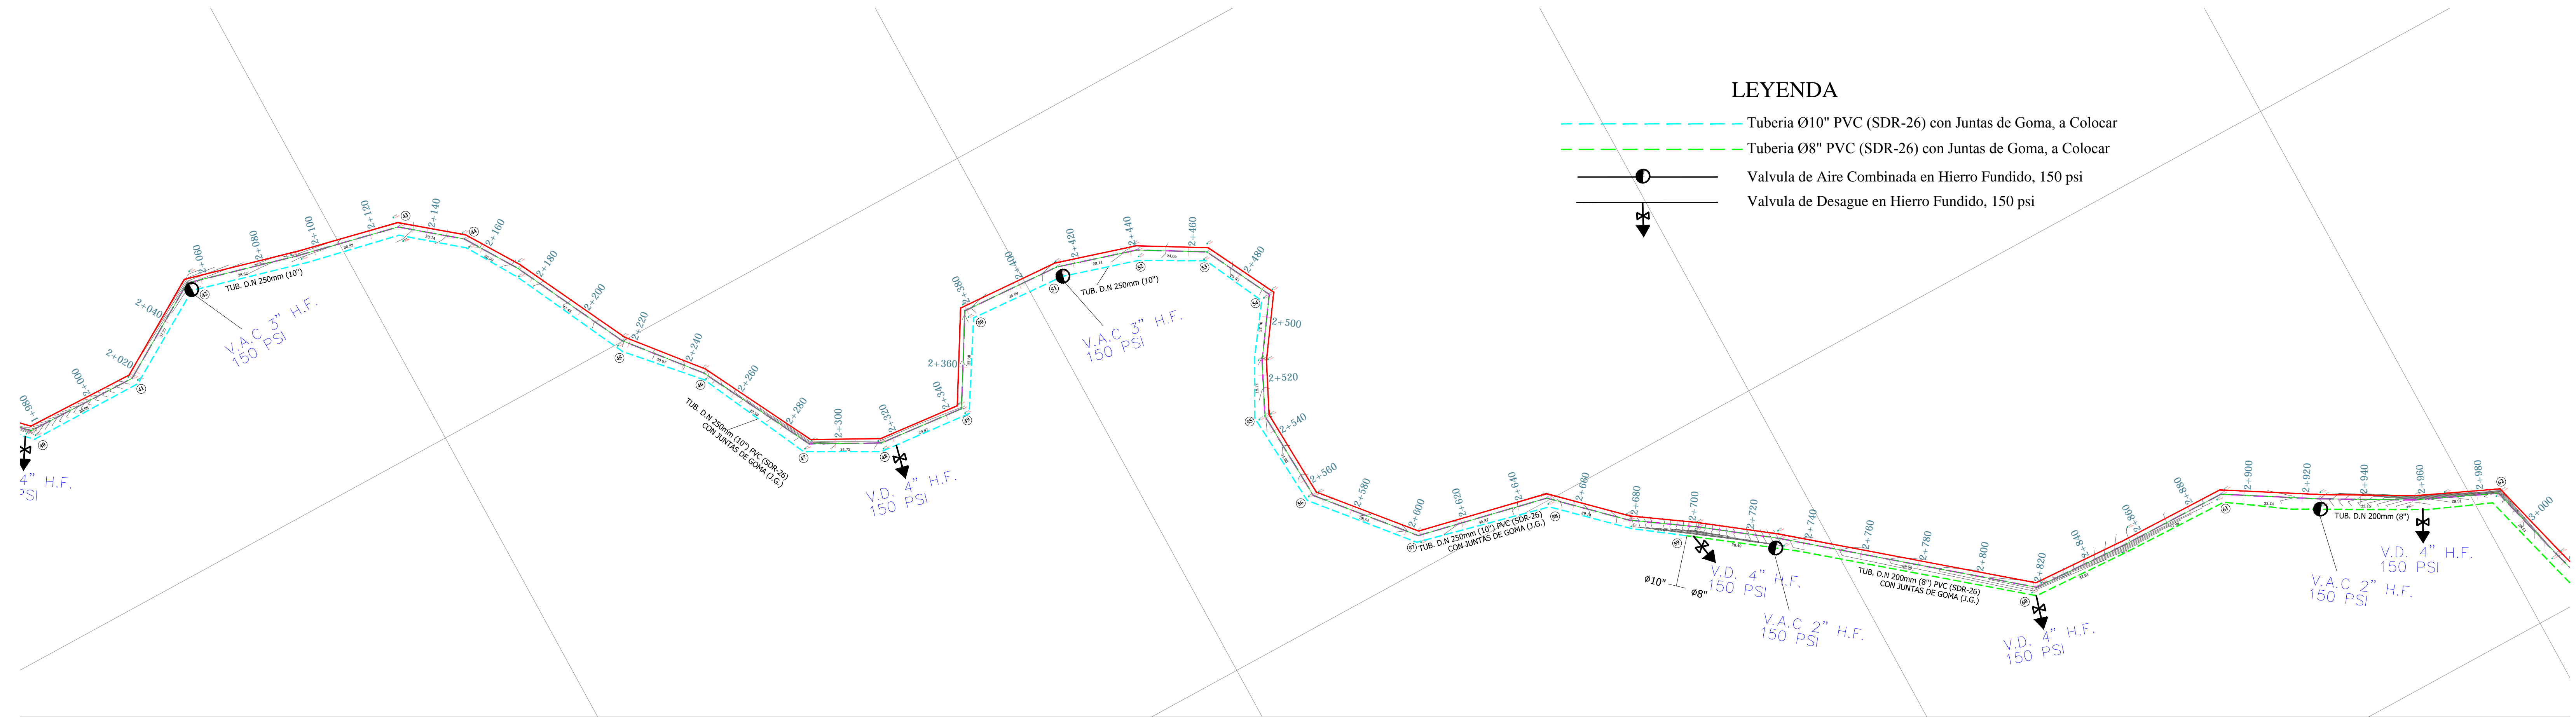 LEYENDA
Tuberia Ø10" PVC (SDR-26) con Juntas de Goma, a Colocar
Tuberia Ø8" PVC (SDR-26) con Juntas de Goma, a Colocar
Valvula de Aire Combinada en Hierro Fundido, 150 psi
Valvula de Desague en Hierro Fundido, 150 psi
1+980
2+000
2+020
2+040
2+060
2+080
2+100
2+120
2+140
2+160
2+180
2+200
2+220
2+240
2+260
2+280
2+300
2+320
2+340
2+360
2+380
2+400
2+420
2+440
2+460
2+480
2+500
2+520
2+540
2+560
2+580
2+600
2+620
2+640
2+660
2+680
2+700
2+720
2+740
2+760
2+780
2+800
2+820
2+840
2+860
2+880
2+900
2+920
2+940
2+960
2+980
3+000
4" H.F.
PSI
TUB. D.N 250mm (10")
V.A.C 3" H.F.
150 PSI
TUB. D.N 250mm (10") PVC (SDR-26)
CON JUNTAS DE GOMA (J.G.)
V.D. 4" H.F.
150 PSI
TUB. D.N 250mm (10")
V.A.C 3" H.F.
150 PSI
TUB. D.N 250mm (10") PVC (SDR-26)
CON JUNTAS DE GOMA (J.G.)
Ø10"
Ø8"
V.D. 4" H.F.
150 PSI
V.A.C 2" H.F.
150 PSI
TUB. D.N 200mm (8") PVC (SDR-26)
CON JUNTAS DE GOMA (J.G.)
V.D. 4" H.F.
150 PSI
V.A.C 2" H.F.
150 PSI
TUB. D.N 200mm (8")
V.D. 4" H.F.
150 PSI